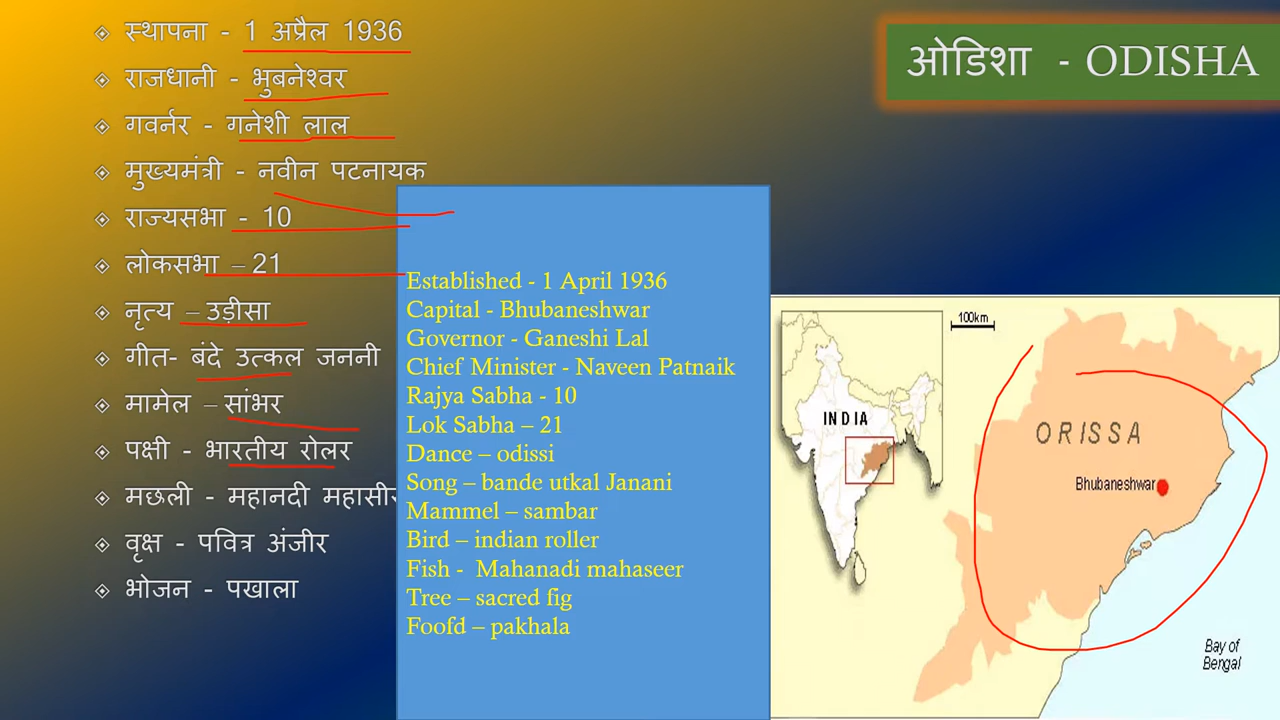 ओडिशा - ODISHA
स्थापना - 1 अप्रैल 1936
राजधानी - भुबनेश्वर
गवर्नर - गनेशी लाल
मुख्यमंत्री - नवीन पटनायक
राज्यसभा - 10
लोकसभा – 21
नृत्य – उड़ीसा
गीत- बंदे उत्कल जननी
मामेल – सांभर
पक्षी - भारतीय रोलर
मछली - महानदी
वृक्ष - पवित्र अंजीर
भोजन - पखाला
Established - 1 April 1936
Capital - Bhubaneshwar
Governor - Ganeshi Lal
Chief Minister - Naveen Patnaik
Rajya Sabha - 10
Lok Sabha – 21
Dance – odissi
Song – bande utkal Janani
Mammel – sambar
Bird – indian roller
Fish - Mahanadi mahaseer
Tree – sacred fig
Foofd – pakhala
100km
INDIA
ORISSA
Bhubaneshwar
Bay of
Bengal